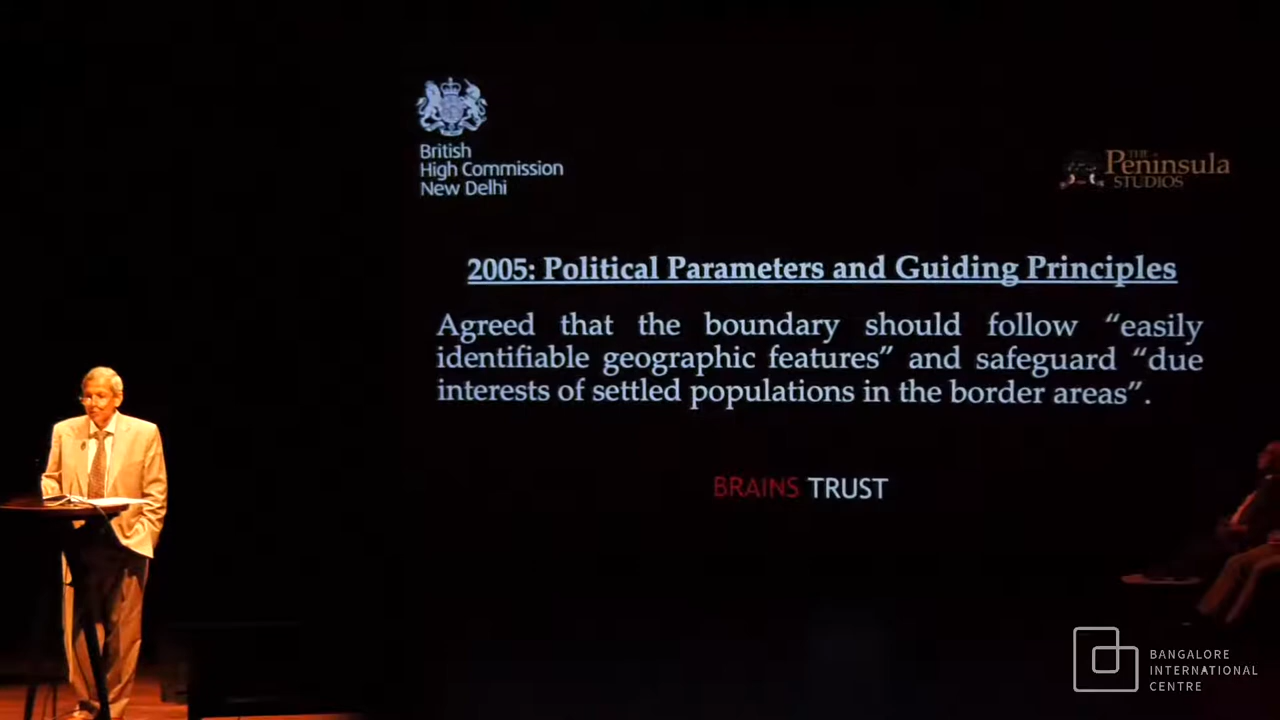 British
High Commission
New Delhi
THE
Peninsula
STUDIOS
2005: Political Parameters and Guiding Principles
Agreed that the boundary should follow “easily
identifiable geographic features” and safeguard “due
interests of settled populations in the border areas”.
BRAINS TRUST
BANGALORE
INTERNATIONAL
CENTRE